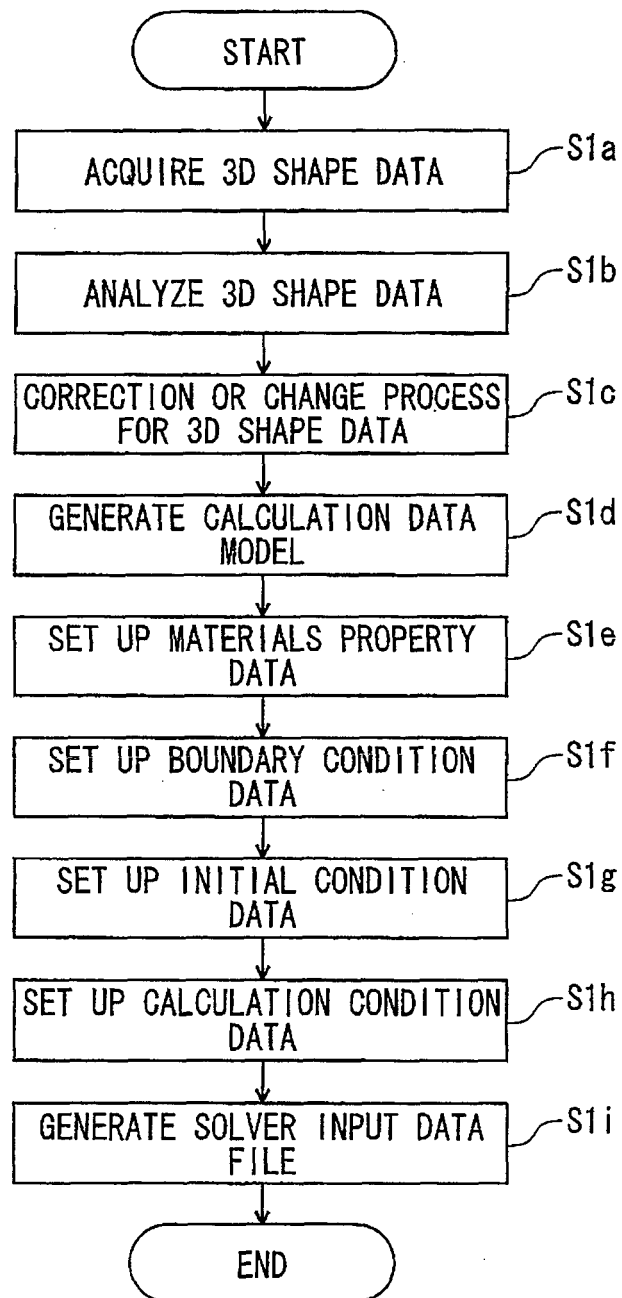 START
ACQUIRE 3D SHAPE DATA
S1a
ANALYZE 3D SHAPE DATA
S1b
CORRECTION OR CHANGE PROCESS
FOR 3D SHAPE DATA
S1c
GENERATE CALCULATION DATA
MODEL
S1d
SET UP MATERIALS PROPERTY
DATA
S1e
SET UP BOUNDARY CONDITION
DATA
S1f
SET UP INITIAL CONDITION
DATA
S1g
SET UP CALCULATION CONDITION
DATA
S1h
GENERATE SOLVER INPUT DATA
FILE
S1i
END